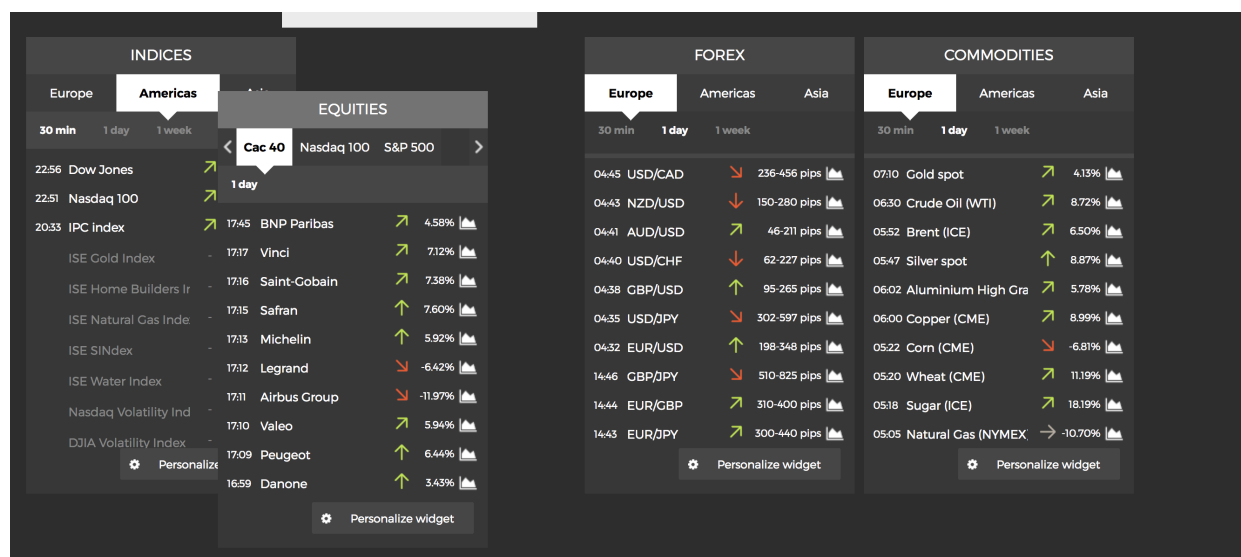 INDICES
Europe Americas
30 min 1 day 1 week
22:56 Dow Jones
22:51 Nasdaq 100
20:33 IPC index
ISE Gold Index -
ISE Home Builders Ir -
ISE Natural Gas Inde: -
ISE SINdex -
ISE Water Index -
Nasdaq Volatility Ind -
DJIA Volatility Index -
Personalize
EQUITIES
Cac 40 Nasdaq 100 S&P 500
1 day
17:45 BNP Paribas 4.58%
17:17 Vinci 7.12%
17:16 Saint-Gobain 7.38%
17:15 Safran 7.60%
17:13 Michelin 5.92%
17:12 Legrand -6.42%
17:11 Airbus Group -11.97%
17:10 Valeo 5.94%
17:09 Peugeot 6.44%
16:59 Danone 3.43%
Personalize widget
FOREX
Europe Americas Asia
30 min 1 day 1 week
04:45 USD/CAD 236-456 pips
04:43 NZD/USD 150-280 pips
04:41 AUD/USD 46-211 pips
04:40 USD/CHF 62-227 pips
04:38 GBP/USD 95-265 pips
04:35 USD/JPY 302-597 pips
04:32 EUR/USD 198-348 pips
14:46 GBP/JPY 510-825 pips
14:44 EUR/GBP 310-400 pips
14:43 EUR/JPY 300-440 pips
Personalize widget
COMMODITIES
Europe Americas Asia
30 min 1 day 1 week
07:10 Gold spot 4.13%
06:30 Crude Oil (WTI) 8.72%
05:52 Brent (ICE) 6.50%
05:47 Silver spot 8.87%
06:02 Aluminium High Gra 5.78%
06:00 Copper (CME) 8.99%
05:22 Corn (CME) -6.81%
05:20 Wheat (CME) 11.19%
05:18 Sugar (ICE) 18.19%
05:05 Natural Gas (NYMEX) -10.70%
Personalize widget